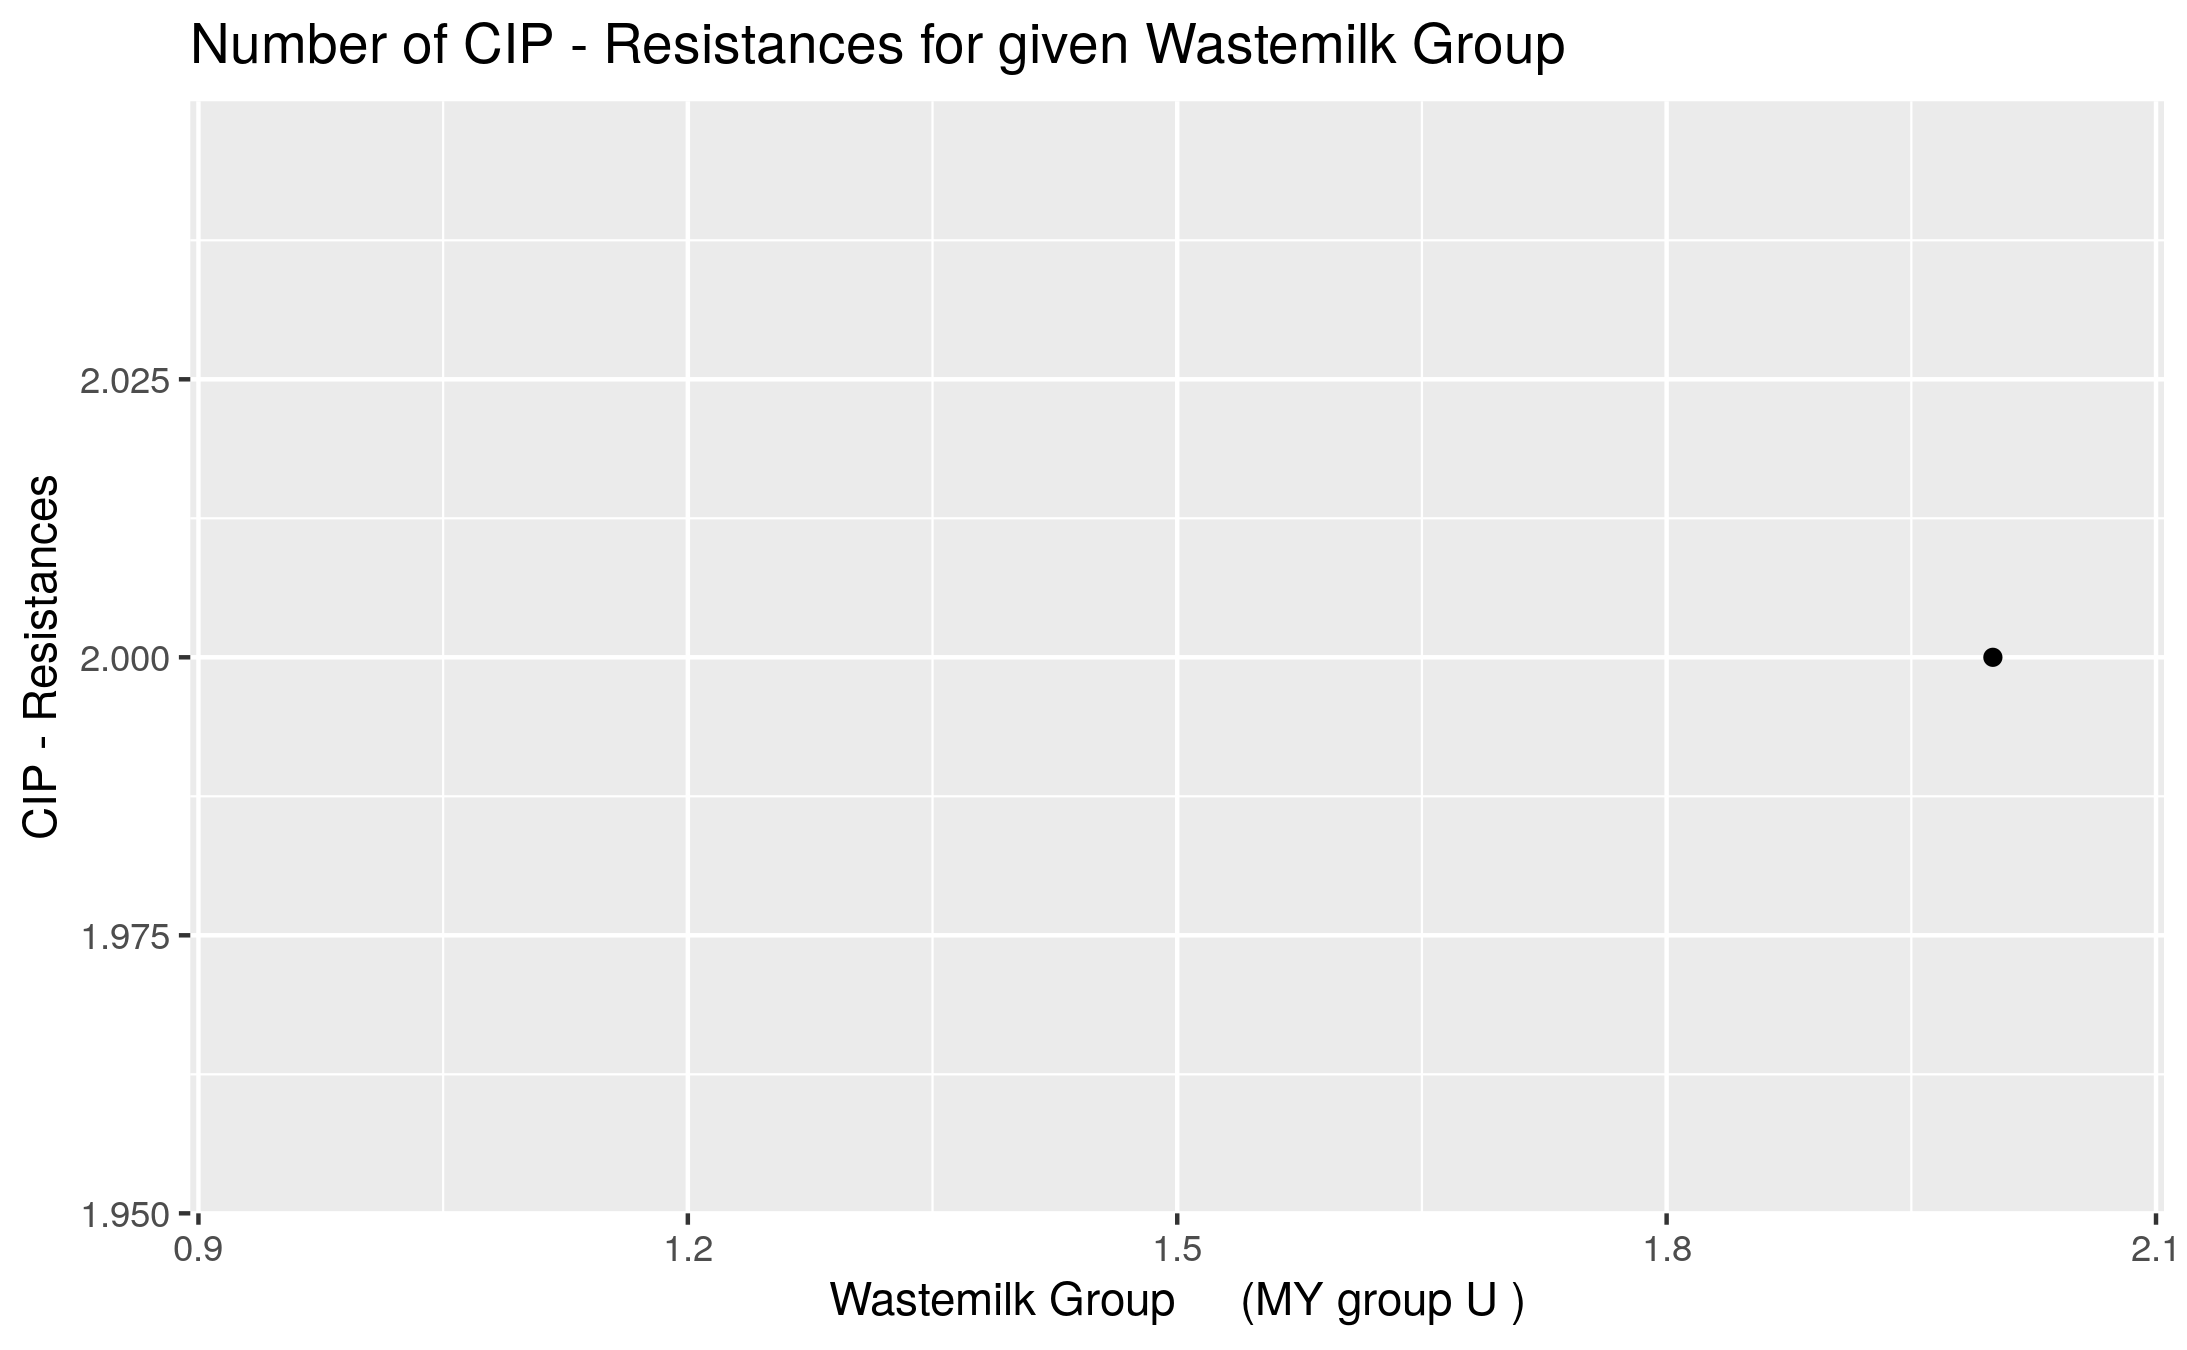 Number of CIP - Resistances for given Wastemilk Group
CIP - Resistances
2.025
2.000
1.975
1.950
0.9 1.2 1.5 1.8 2.1
Wastemilk Group (MY group U )